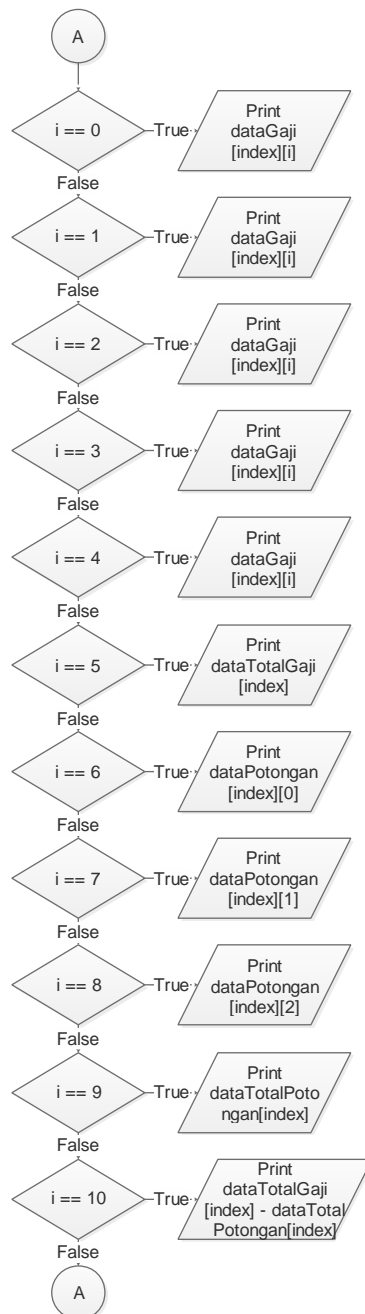 A
i == 0
True
Print
dataGaji
[index][i]
False
i == 1
True
Print
dataGaji
[index][i]
False
i == 2
True
Print
dataGaji
[index][i]
False
i == 3
True
Print
dataGaji
[index][i]
False
i == 4
True
Print
dataGaji
[index][i]
False
i == 5
True
Print
dataTotalGaji
[index]
False
i == 6
True
Print
dataPotongan
[index][0]
False
i == 7
True
Print
dataPotongan
[index][1]
False
i == 8
True
Print
dataPotongan
[index][2]
False
i == 9
True
Print
dataTotalPoto
ngan[index]
False
i == 10
True
Print
dataTotalGaji
[index] - dataTotal
Potongan[index]
False
A